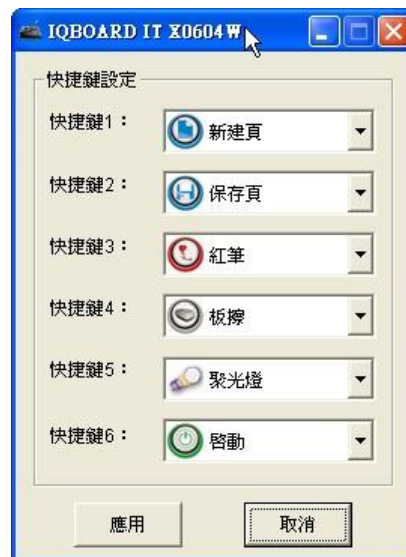 IQBOARD IT X0604W
快捷鍵設定
快捷鍵1： 新建頁
快捷鍵2： 保存頁
快捷鍵3： 紅筆
快捷鍵4： 板擦
快捷鍵5： 聚光燈
快捷鍵6： 啓動
應用 取消